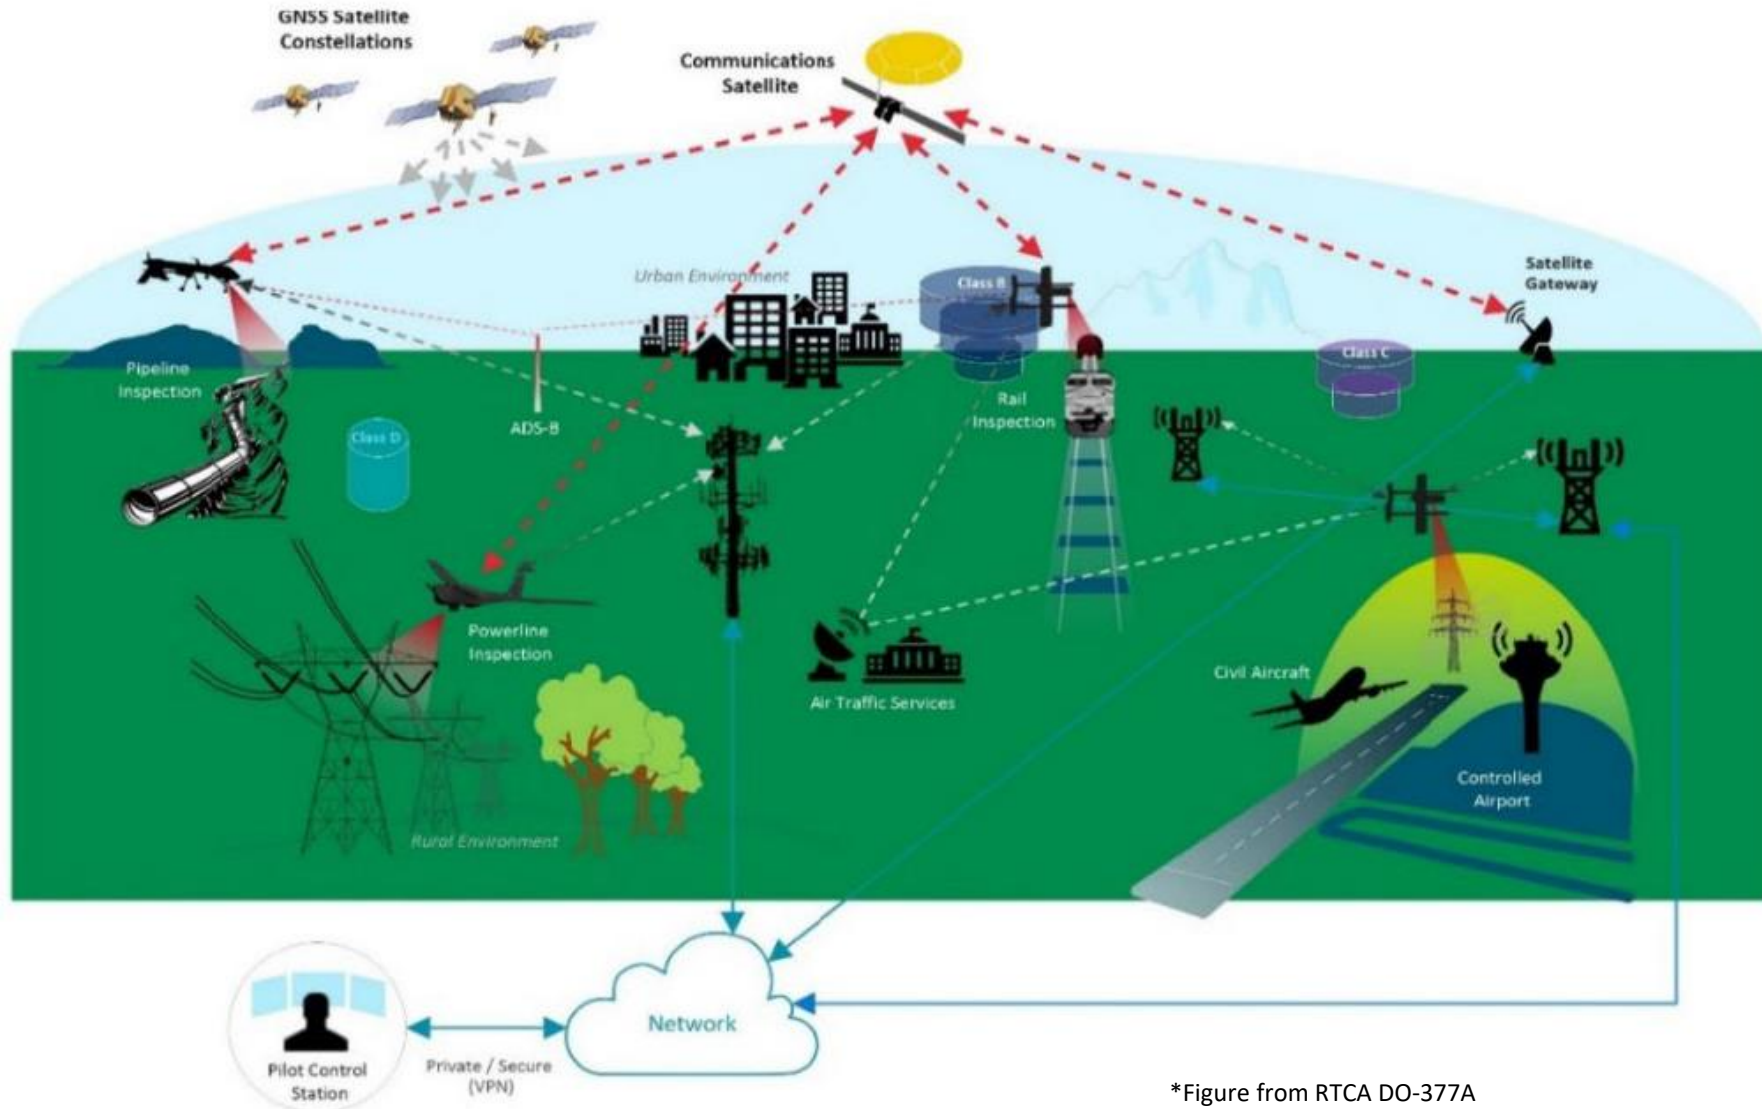 GNSS Satellite
Constellations
Communications
Satellite
Urban Environment
Class B
Satellite
Gateway
Class C
Pipeline
Inspection
Class D
ADS-B
Rail
Inspection
Powerline
Inspection
Air Traffic Services
Civil Aircraft
Controlled
Airport
Rural Environment
Network
Pilot Control
Station
Private / Secure
(VPN)
*Figure from RTCA DO-377A